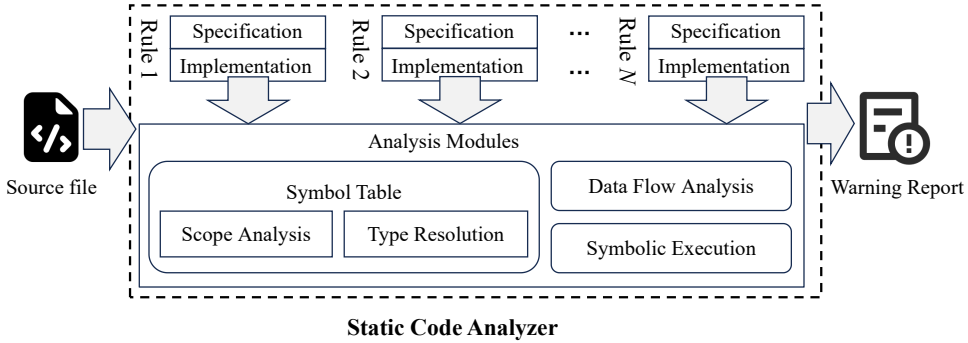 Rule 1
Specification
Implementation
Rule 2
Specification
Implementation
...
...
Rule N
Specification
Implementation
Source file
</>
Analysis Modules
Symbol Table
Scope Analysis
Type Resolution
Data Flow Analysis
Symbolic Execution
!
Warning Report
Static Code Analyzer